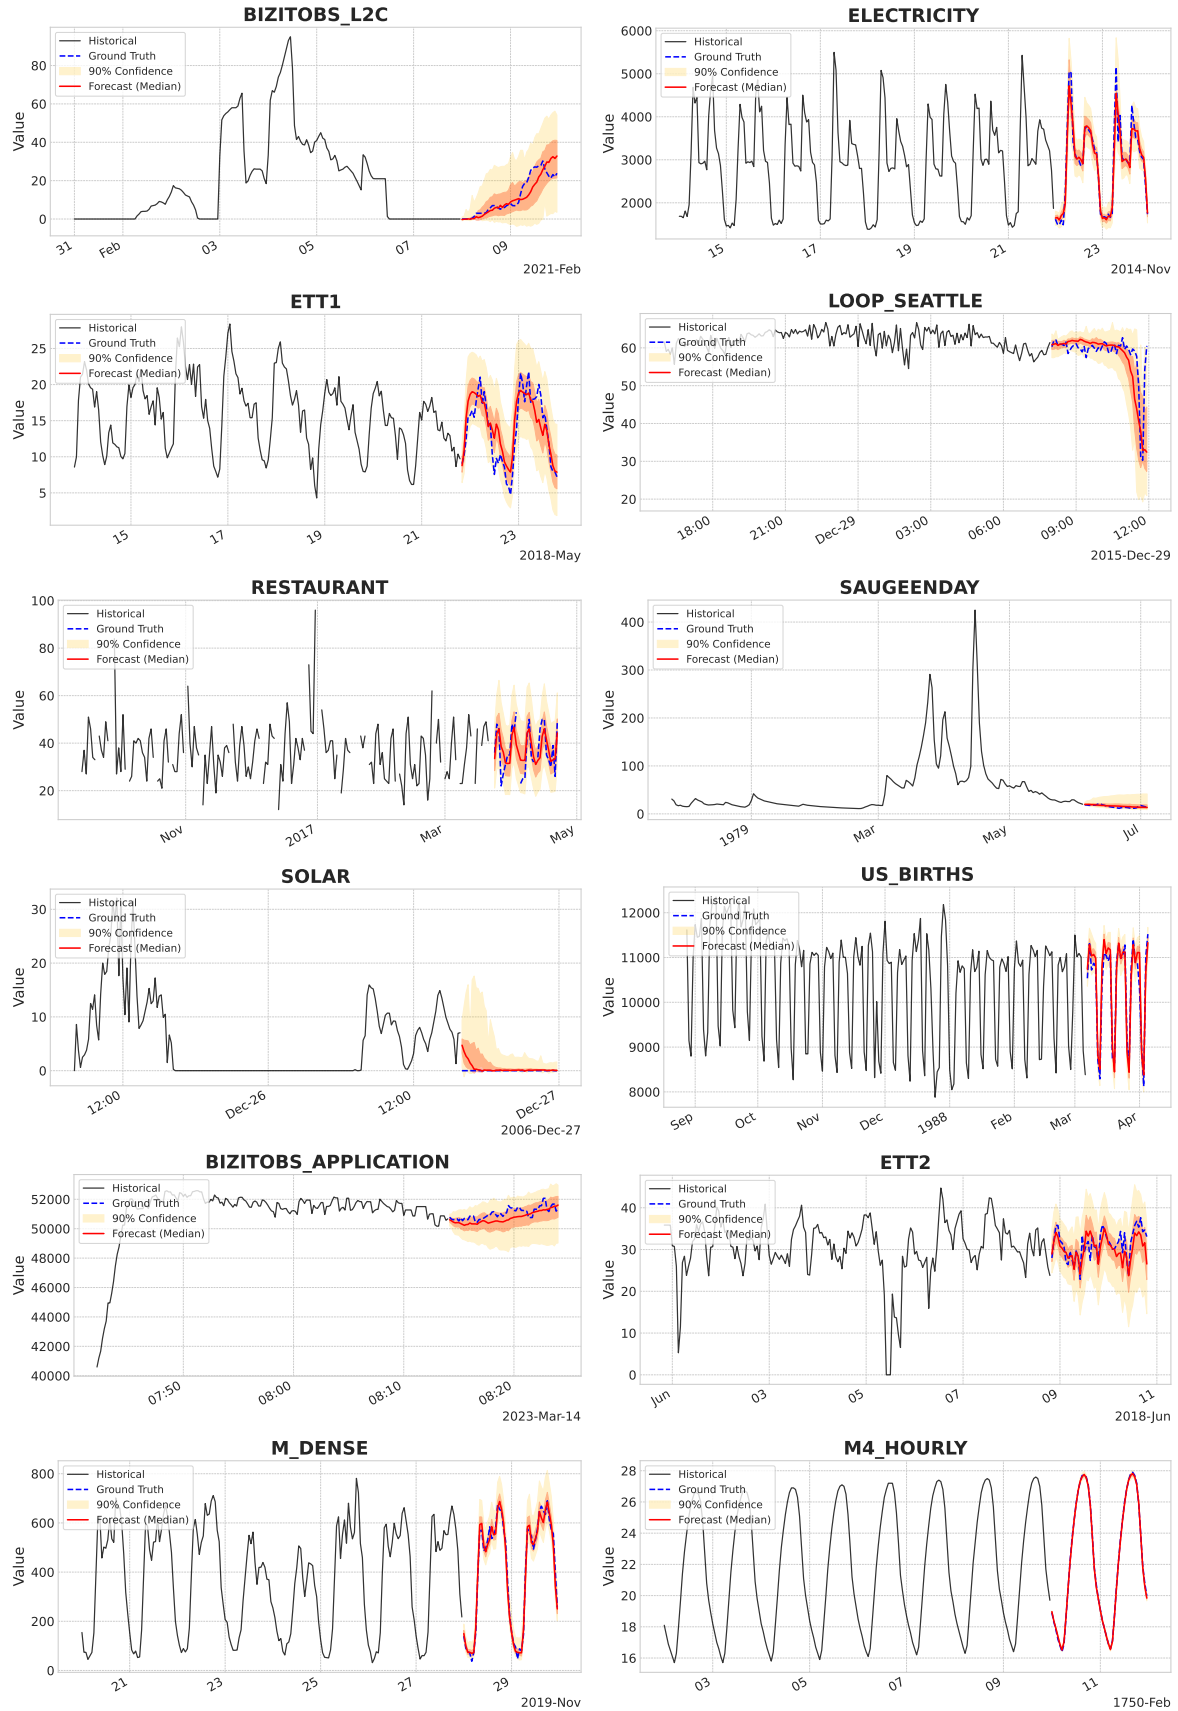 BIZITOBS_L2C
Historical
Ground Truth
90% Confidence
Forecast (Median)
Value
80
60
40
20
0
31
Feb
03
05
07
09
2021-Feb
ELECTRICITY
Historical
Ground Truth
90% Confidence
Forecast (Median)
Value
6000
5000
4000
3000
2000
15
17
19
21
23
2014-Nov
ETT1
Historical
Ground Truth
90% Confidence
Forecast (Median)
Value
25
20
15
10
5
15
17
19
21
23
2018-May
LOOP_SEATTLE
Historical
Ground Truth
90% Confidence
Forecast (Median)
Value
60
50
40
30
20
18:00
21:00
Dec-29
03:00
06:00
09:00
12:00
2015-Dec-29
RESTAURANT
Historical
Ground Truth
90% Confidence
Forecast (Median)
Value
100
80
60
40
20
Nov
2017
Mar
May
SAUGEENDAY
Historical
Ground Truth
90% Confidence
Forecast (Median)
Value
400
300
200
100
0
1979
Mar
May
Jul
SOLAR
Historical
Ground Truth
90% Confidence
Forecast (Median)
Value
30
20
10
0
12:00
Dec-26
12:00
Dec-27
2006-Dec-27
US_BIRTHS
Historical
Ground Truth
90% Confidence
Forecast (Median)
Value
12000
11000
10000
9000
8000
Sep
Oct
Nov
Dec
1988
Feb
Mar
Apr
BIZITOBS_APPLICATION
Historical
Ground Truth
90% Confidence
Forecast (Median)
Value
52000
50000
48000
46000
44000
42000
40000
07:50
08:00
08:10
08:20
2023-Mar-14
ETT2
Historical
Ground Truth
90% Confidence
Forecast (Median)
Value
40
30
20
10
0
Jun
03
05
07
09
11
2018-Jun
M_DENSE
Historical
Ground Truth
90% Confidence
Forecast (Median)
Value
800
600
400
200
0
21
23
25
27
29
2019-Nov
M4_HOURLY
Historical
Ground Truth
90% Confidence
Forecast (Median)
Value
28
26
24
22
20
18
16
03
05
07
09
11
1750-Feb